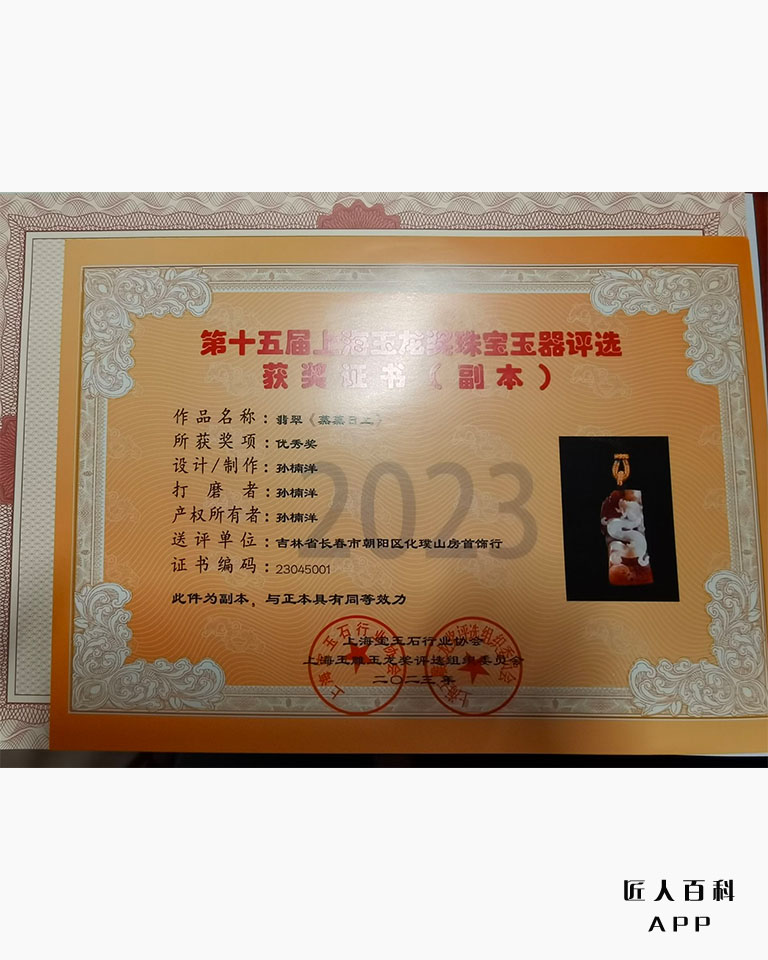 第十五届上海玉龙奖珠宝玉器评选
获奖证书（副本）
作品名称：翡翠《蒸蒸日上》
所获奖项：优秀奖
设计/制作：孙楠洋
打磨者：孙楠洋
产权所有者：孙楠洋
送评单位：吉林省长春市朝阳区化璞山房首饰行
证书编码：23045001
2023
此件为副本，与正本具有同等效力
上海宝玉石行业协会
上海玉雕玉龙奖评选组织委员会
二〇二三年
匠人百科
APP